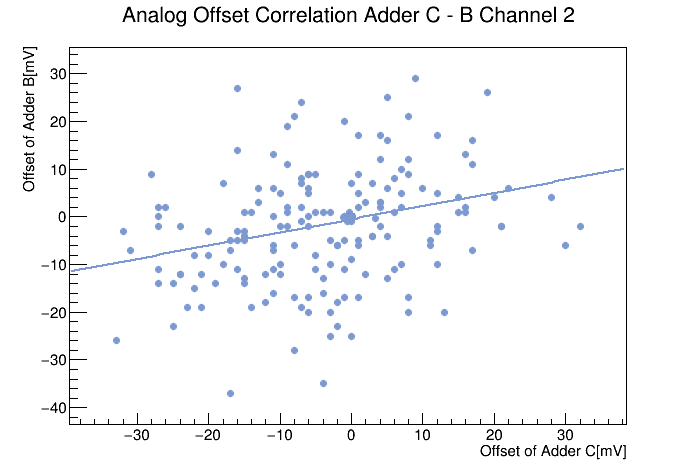 Analog Offset Correlation Adder C - B Channel 2
Offset of Adder B[mV]
30
20
10
0
−10
−20
−30
−40
−30 −20 −10 0 10 20 30
Offset of Adder C[mV]